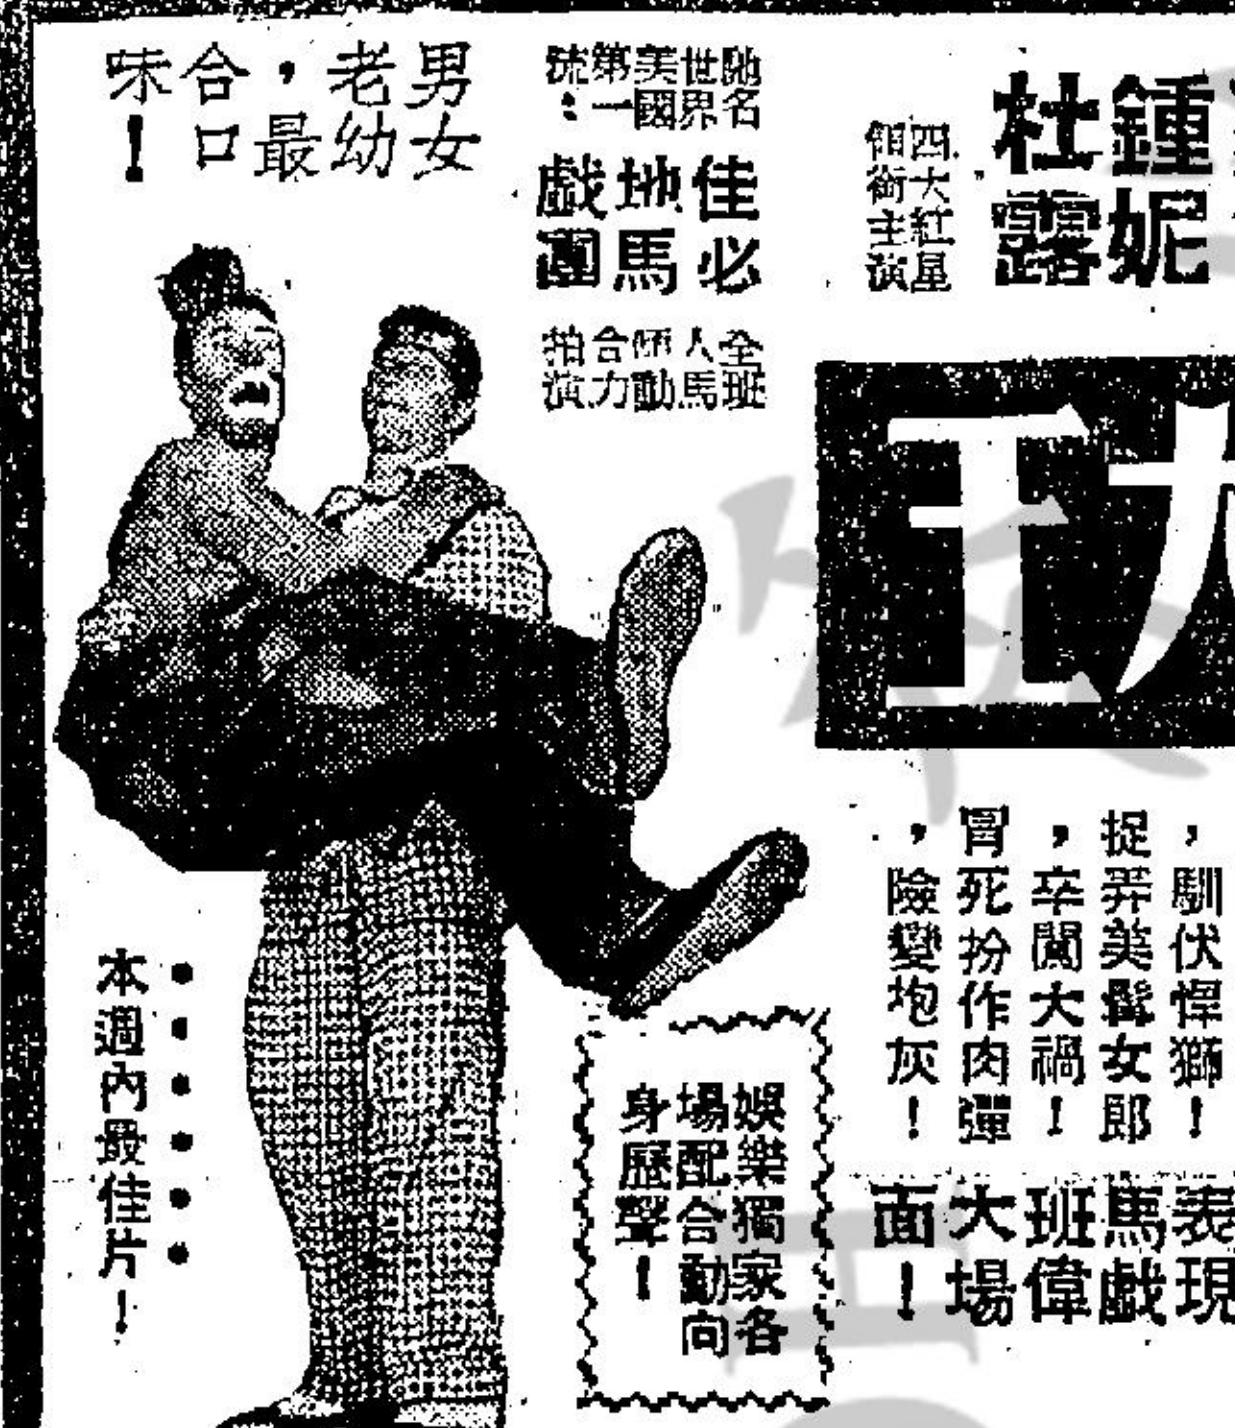 鍾妮
杜露
四大紅星
領銜主演
馳名
世界
美國
第一
流：
佳必
地馬
戲團
全班
人馬
傾動
合力
拍演
男女
老幼
，最
合口
味！
，馴伏悍獅！
捉弄美髯女郎
，卒闖大禍！
冒死扮作肉彈
，險變炮灰！
表現
馬戲
班偉
大場
面！
娛樂獨家各
場配合動向
身歷聲！
本週內最佳片！